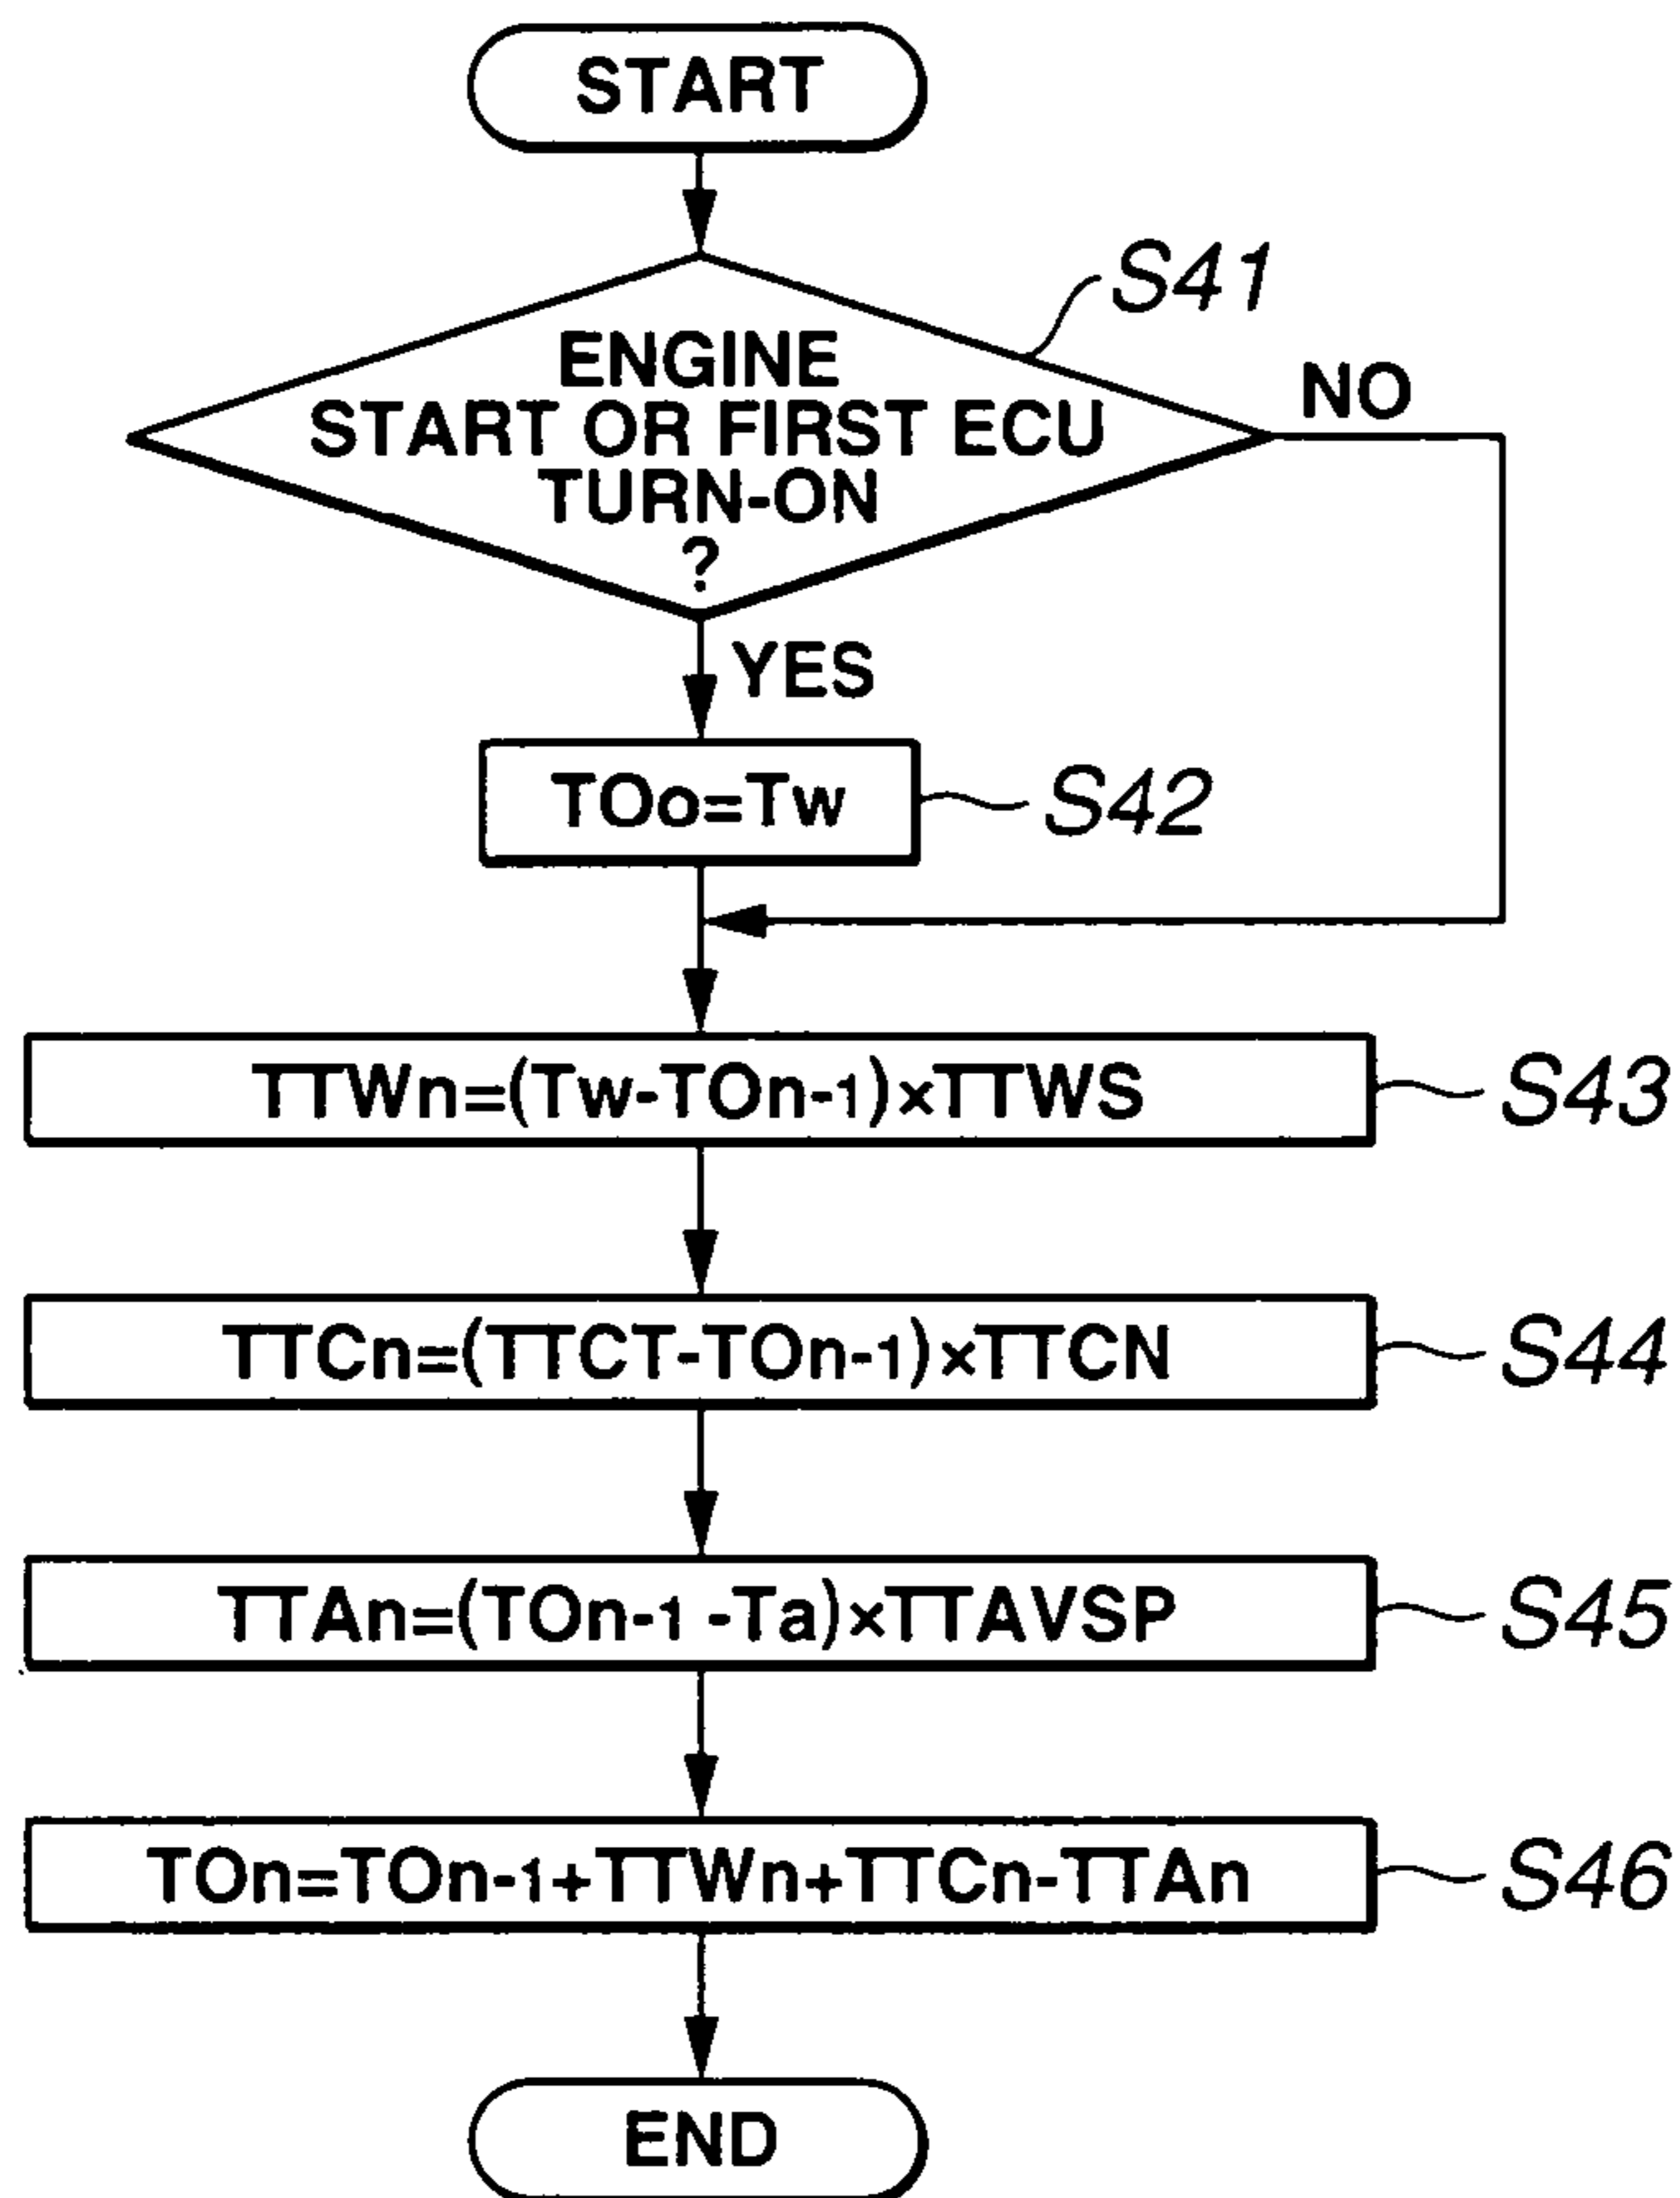 START
S41
ENGINE
START OR FIRST ECU
TURN-ON
?
NO
YES
TOo=Tw
S42
TTWn=(Tw-TOn-1)×TTWS
S43
TTCn=(TTCT-TOn-1)×TTCN
S44
TTAn=(TOn-1 -Ta)×TTAVSP
S45
TOn=TOn-1+TTWn+TTCn-TTAn
S46
END